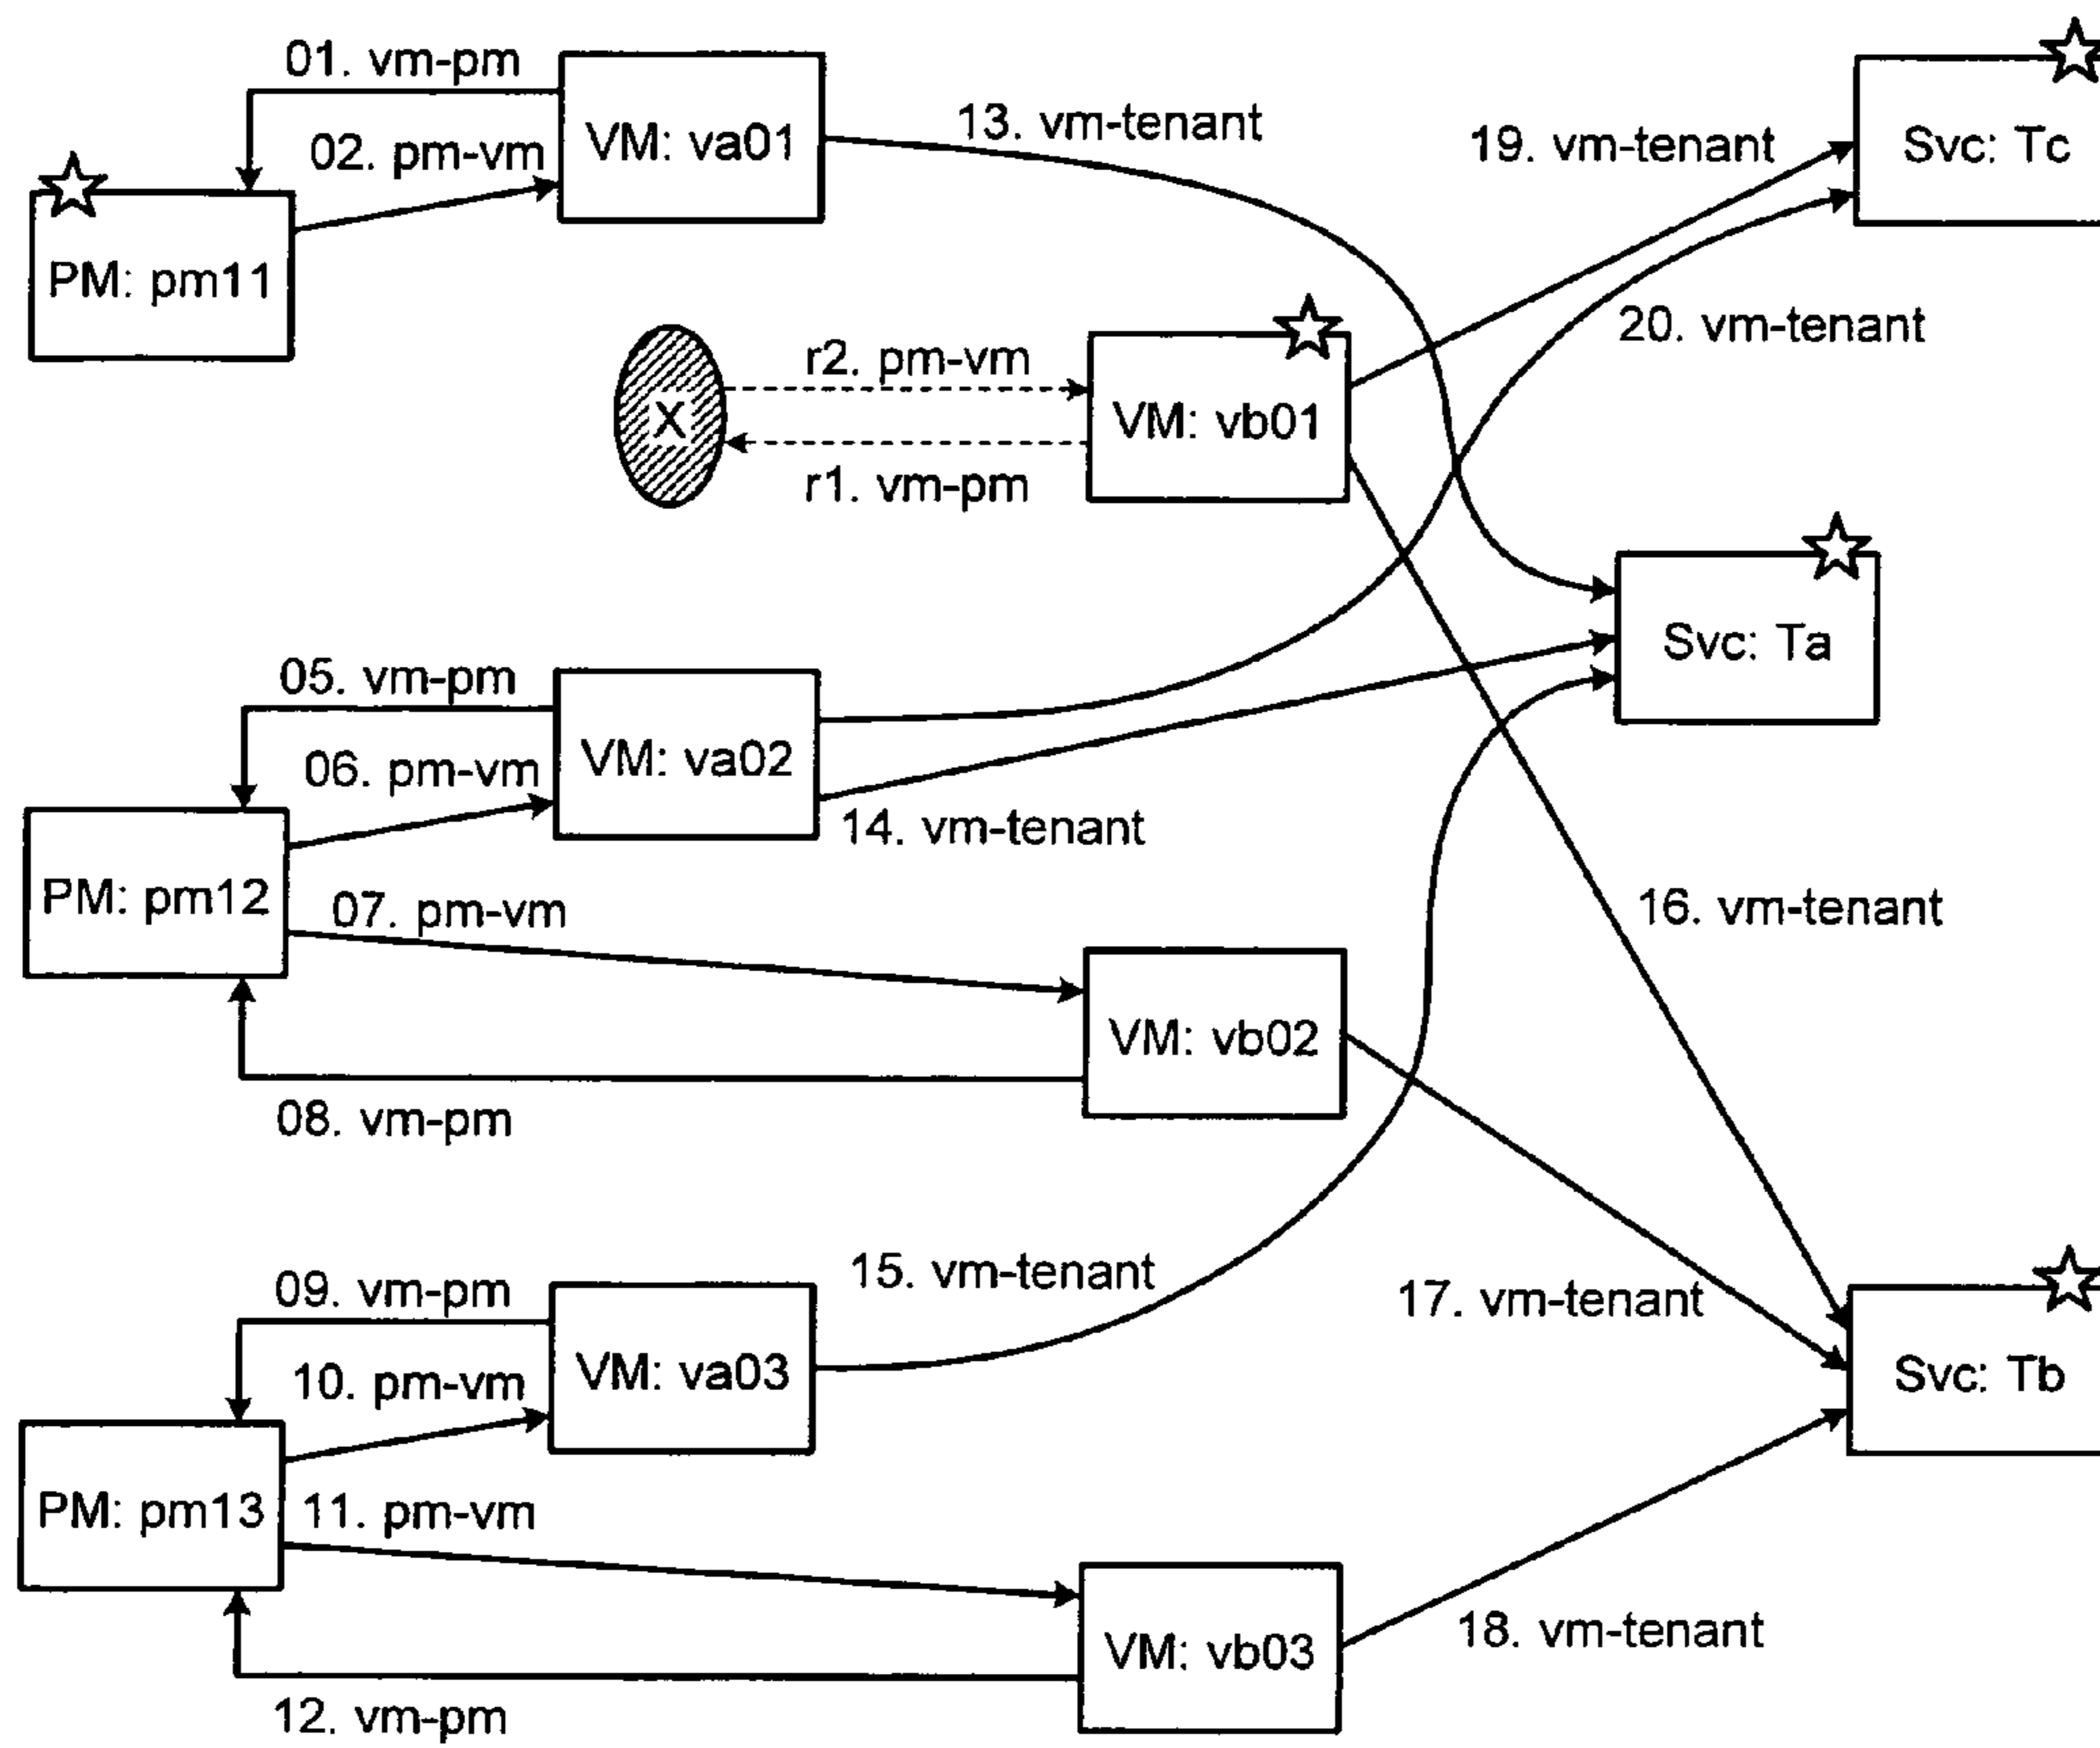 01. vm-pm
VM: va01
02. pm-vm
13. vm-tenant
19. vm-tenant
Svc: Tc
PM: pm11
20. vm-tenant
r2. pm-vm
X
VM: vb01
r1. vm-pm
Svc: Ta
05. vm-pm
VM: va02
06. pm-vm
14. vm-tenant
PM: pm12
07. pm-vm
16. vm-tenant
VM: vb02
08. vm-pm
09. vm-pm
15. vm-tenant
17. vm-tenant
VM: va03
10. pm-vm
Svc: Tb
PM: pm13
11. pm-vm
VM: vb03
18. vm-tenant
12. vm-pm